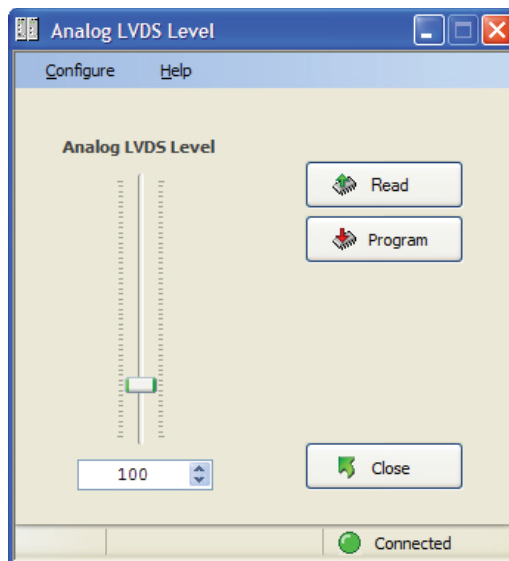 Analog LVDS Level
Configure Help
Analog LVDS Level
Read
Program
100
Close
Connected